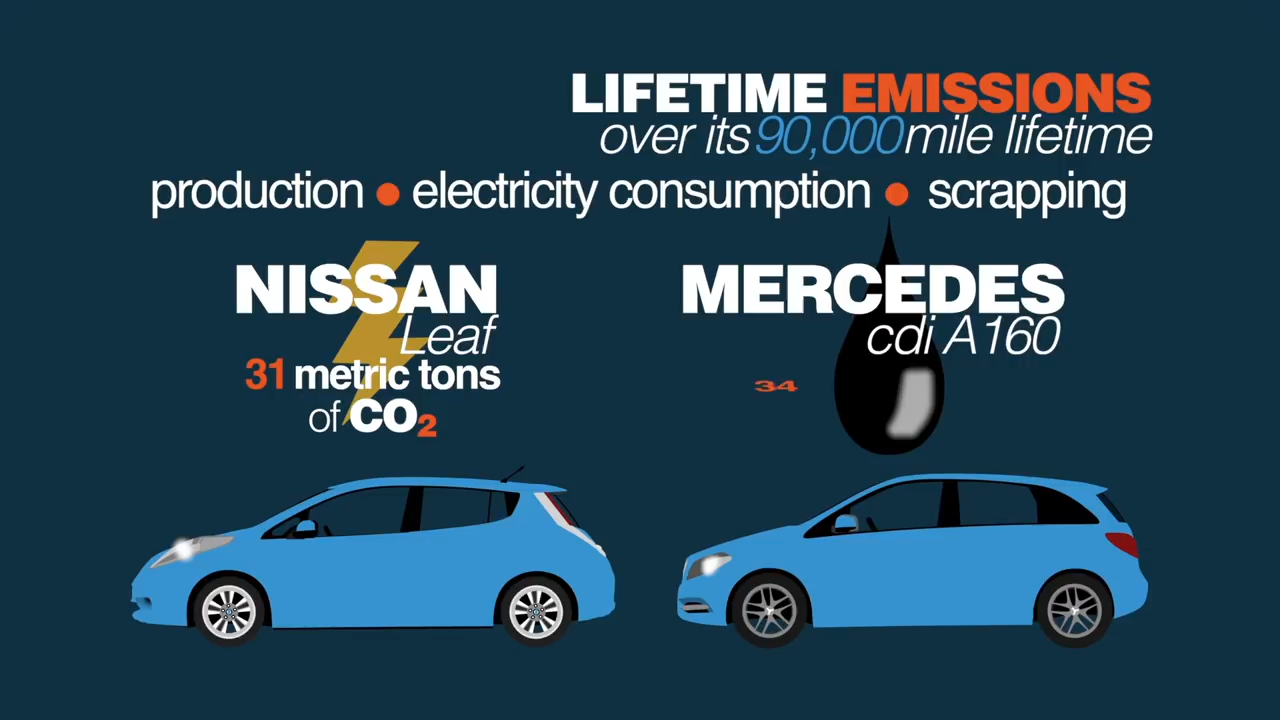 LIFETIME EMISSIONS
over its 90,000 mile lifetime
production ● electricity consumption ● scrapping
NISSAN
Leaf
31 metric tons
of CO2
MERCEDES
cdi A160
34